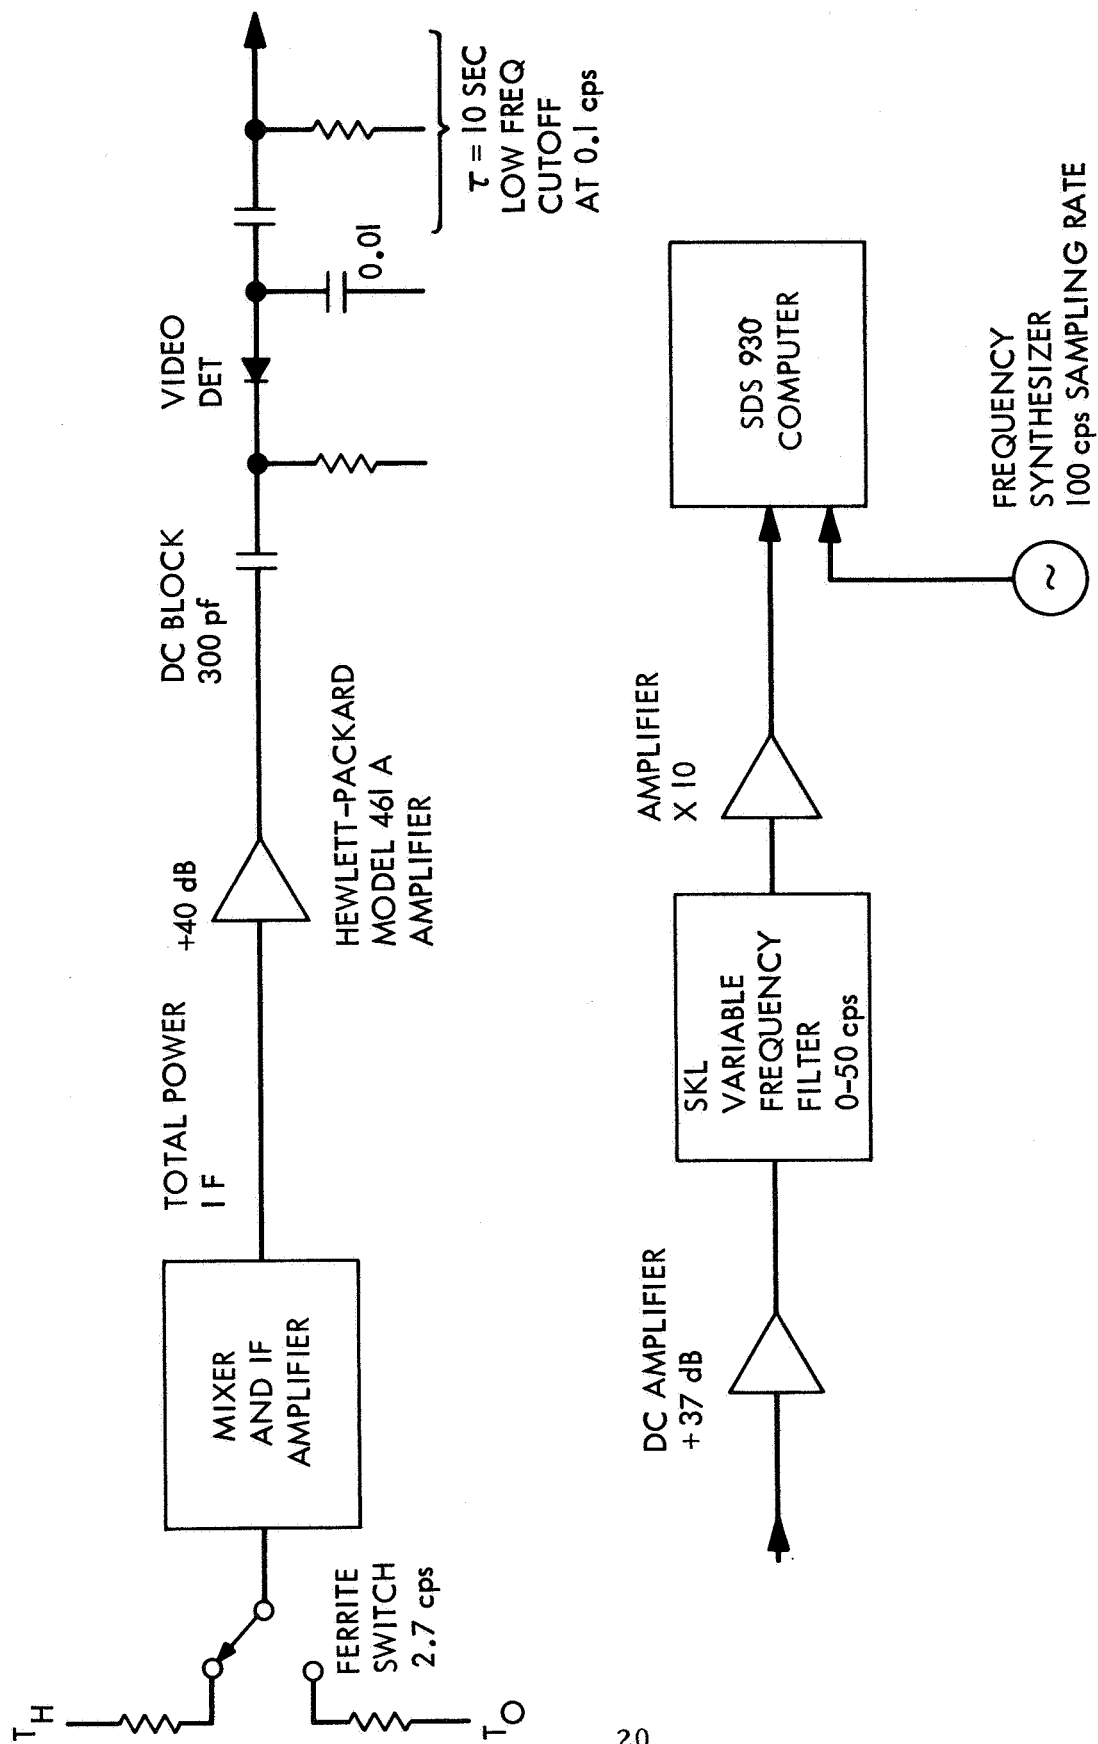 T_H
T_O
FERRITE
SWITCH
2.7 cps
MIXER
AND IF
AMPLIFIER
TOTAL POWER
IF
+40 dB
HEWLETT-PACKARD
MODEL 461 A
AMPLIFIER
DC BLOCK
300 pf
VIDEO
DET
0.01
τ = 10 SEC
LOW FREQ
CUTOFF
AT 0.1 cps
DC AMPLIFIER
+37 dB
SKL
VARIABLE
FREQUENCY
FILTER
0-50 cps
AMPLIFIER
X 10
SDS 930
COMPUTER
~
FREQUENCY
SYNTHESIZER
100 cps SAMPLING RATE
20